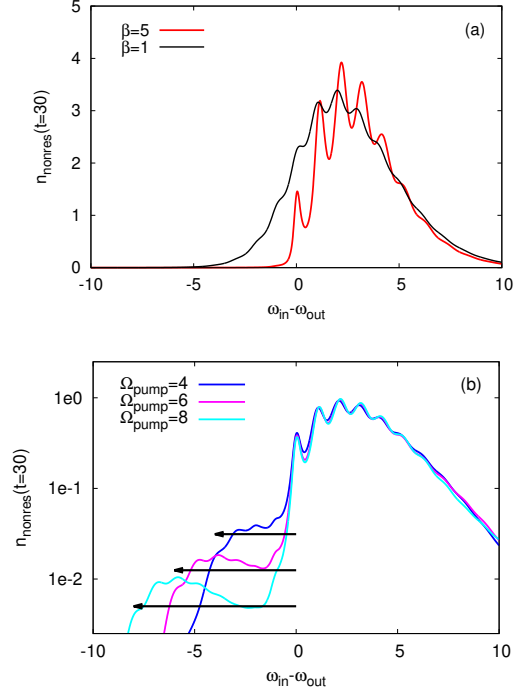 β=5
β=1
(a)
n_nonres(t=30)
5
4
3
2
1
0
-10 -5 0 5 10
ω_in-ω_out
Ω_pump=4
Ω_pump=6
Ω_pump=8
(b)
n_nonres(t=30)
1e0
1e-1
1e-2
-10 -5 0 5 10
ω_in-ω_out